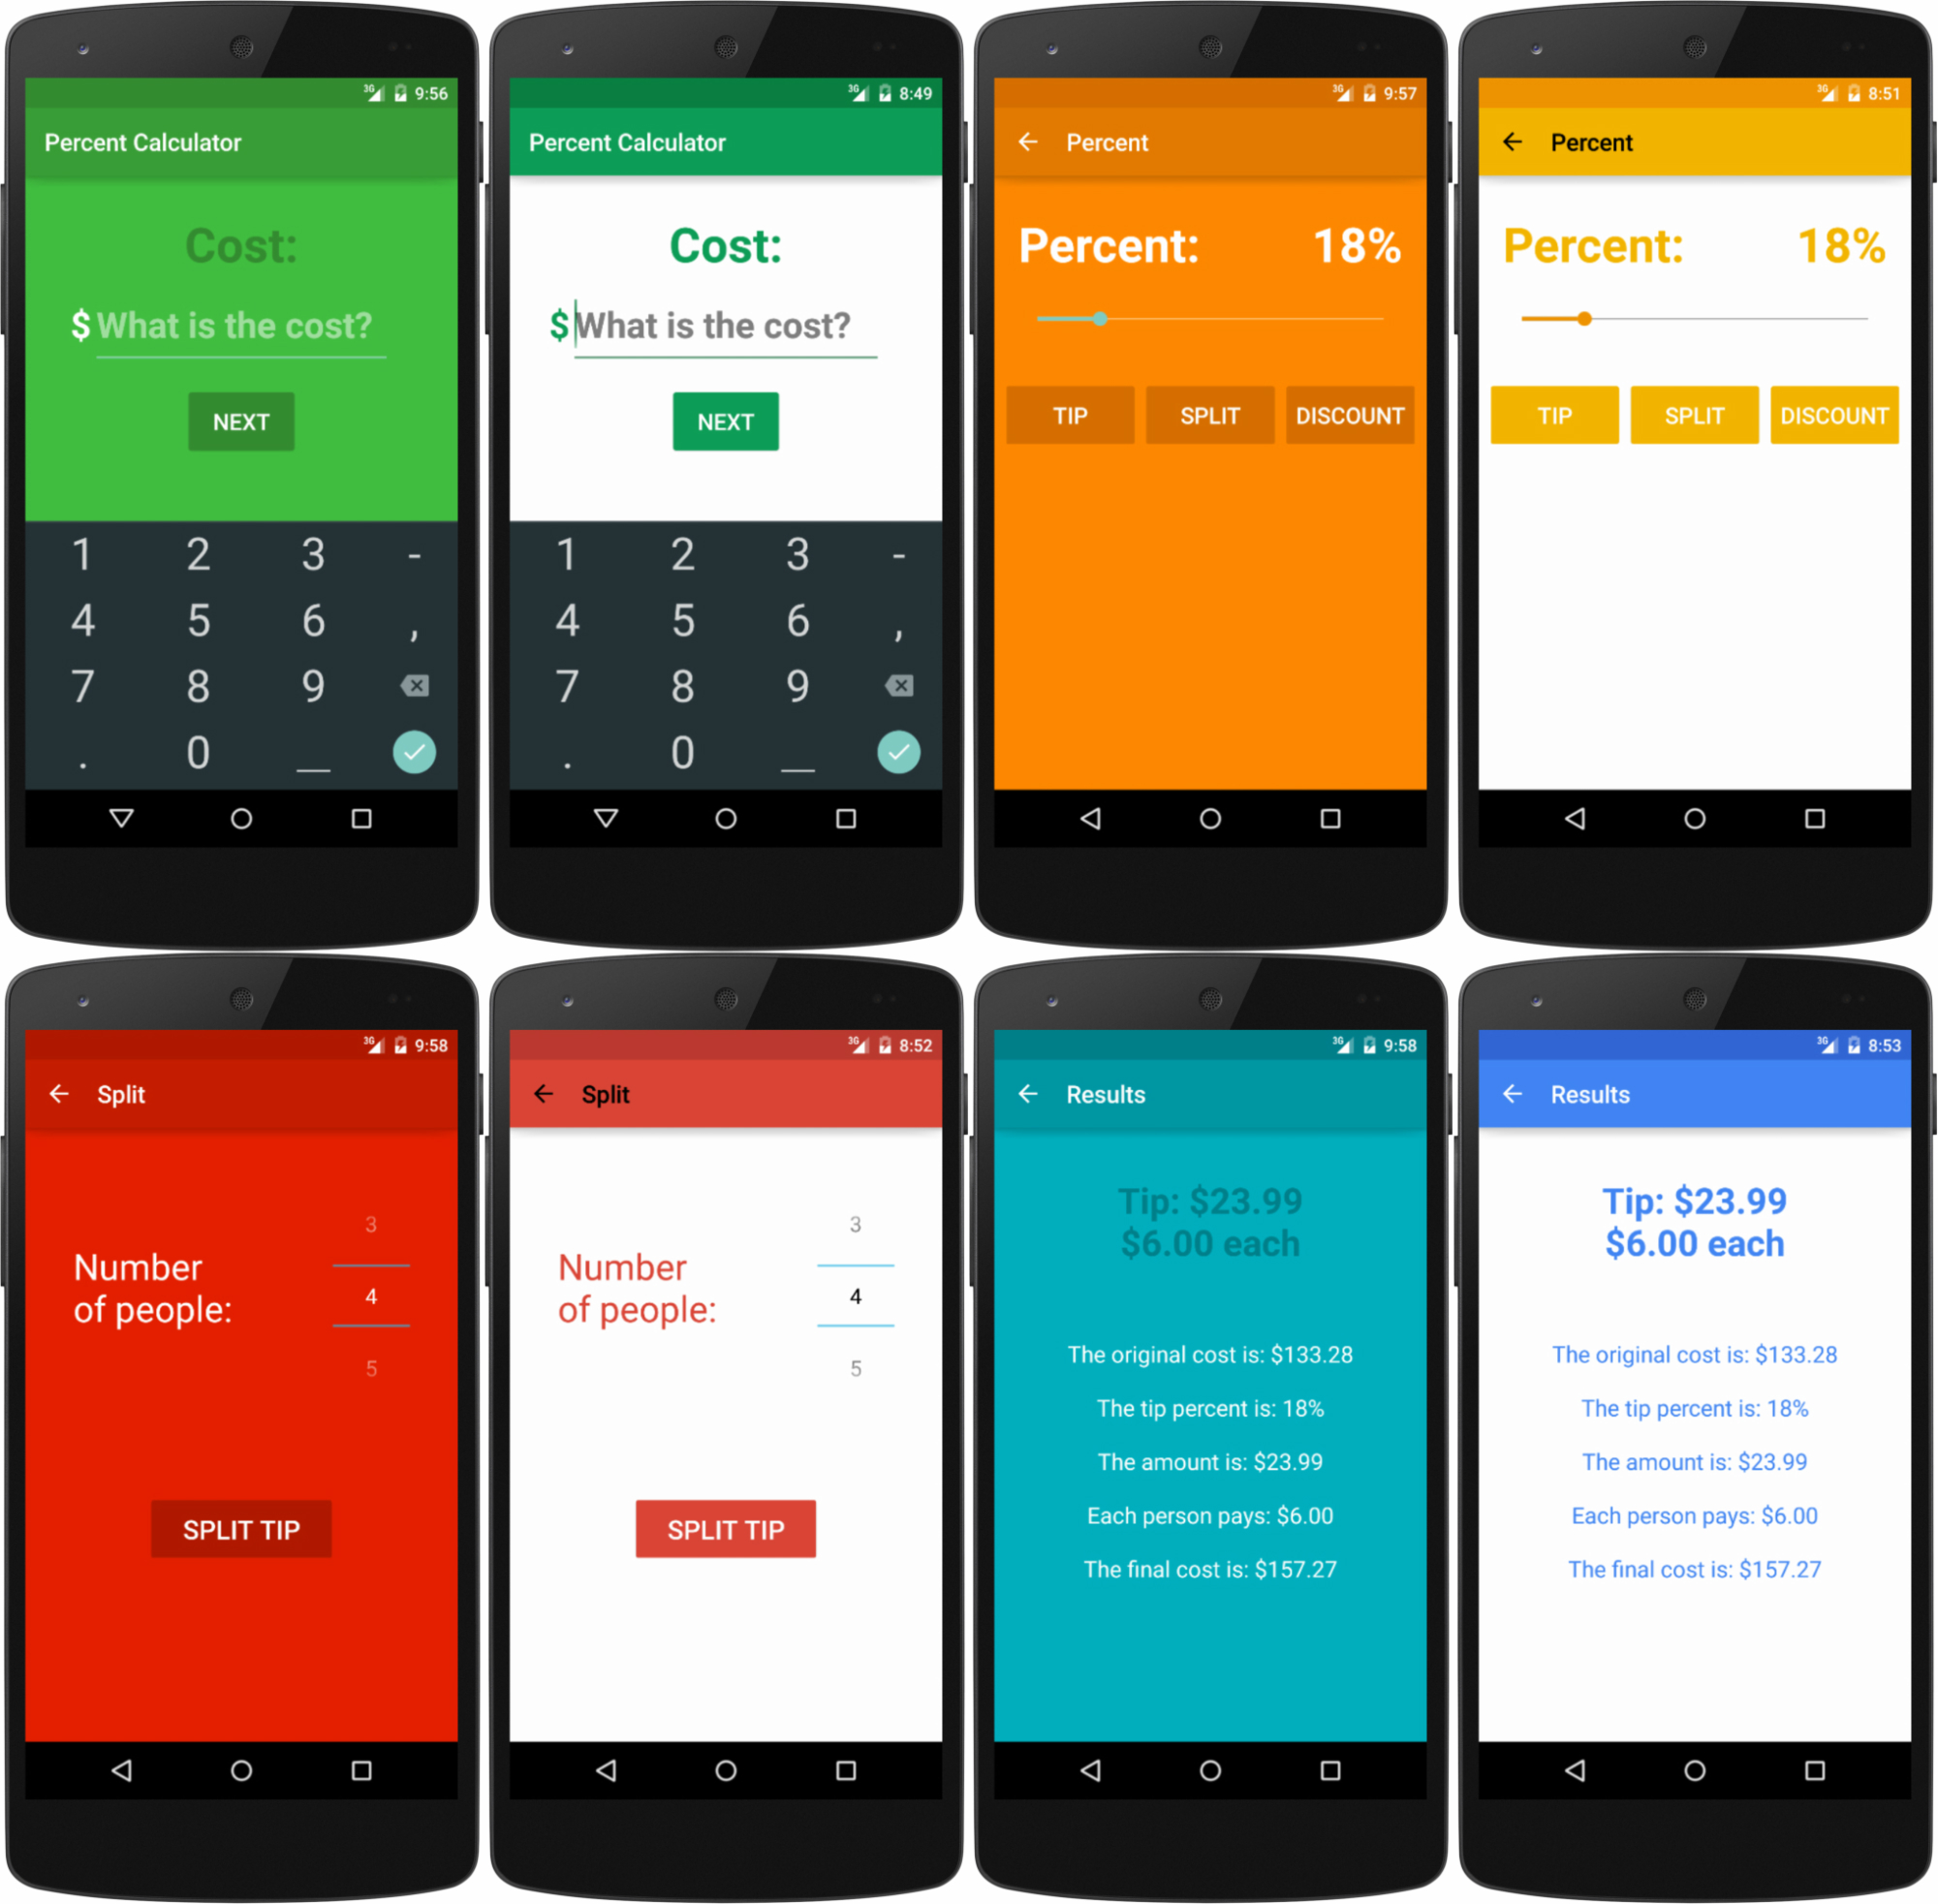 3G 9:56
Percent Calculator
Cost:
$ What is the cost?
NEXT
1 2 3 -
4 5 6 ,
7 8 9
. 0 _
3G 8:49
Percent Calculator
Cost:
$ What is the cost?
NEXT
1 2 3 -
4 5 6 ,
7 8 9
. 0 _
3G 9:57
Percent
Percent: 18%
TIP SPLIT DISCOUNT
3G 8:51
Percent
Percent: 18%
TIP SPLIT DISCOUNT
3G 9:58
Split
3
Number
4
of people:
5
SPLIT TIP
3G 8:52
Split
3
Number
4
of people:
5
SPLIT TIP
3G 9:58
Results
Tip: $23.99
$6.00 each
The original cost is: $133.28
The tip percent is: 18%
The amount is: $23.99
Each person pays: $6.00
The final cost is: $157.27
3G 8:53
Results
Tip: $23.99
$6.00 each
The original cost is: $133.28
The tip percent is: 18%
The amount is: $23.99
Each person pays: $6.00
The final cost is: $157.27